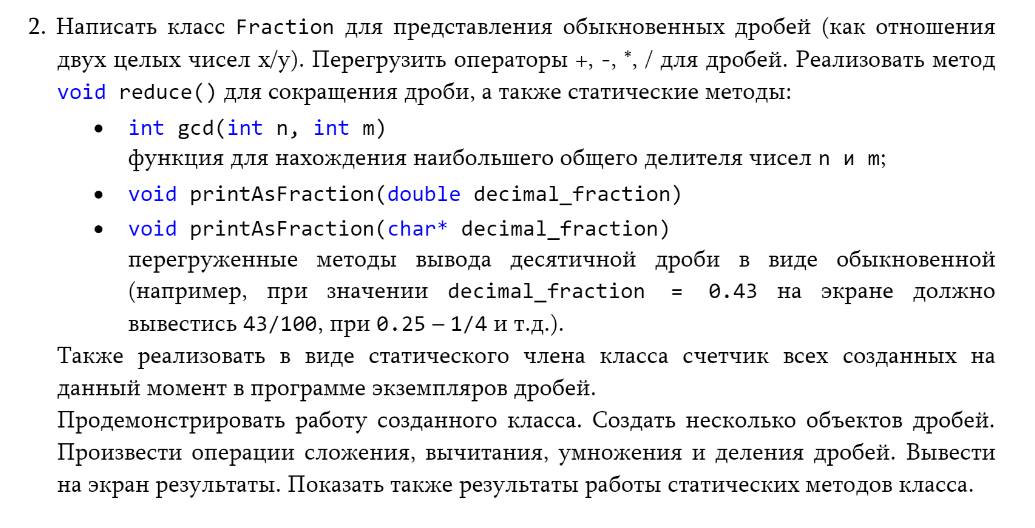 2. Написать класс Fraction для представления обыкновенных дробей (как отношения
двух целых чисел x/y). Перегрузить операторы +, -, *, / для дробей. Реализовать метод
void reduce() для сокращения дроби, а также статические методы:
• int gcd(int n, int m)
функция для нахождения наибольшего общего делителя чисел n и m;
• void printAsFraction(double decimal_fraction)
• void printAsFraction(char* decimal_fraction)
перегруженные методы вывода десятичной дроби в виде обыкновенной
(например, при значении decimal_fraction = 0.43 на экране должно
вывестись 43/100, при 0.25 – 1/4 и т.д.).
Также реализовать в виде статического члена класса счетчик всех созданных на
данный момент в программе экземпляров дробей.
Продемонстрировать работу созданного класса. Создать несколько объектов дробей.
Произвести операции сложения, вычитания, умножения и деления дробей. Вывести
на экран результаты. Показать также результаты работы статических методов класса.